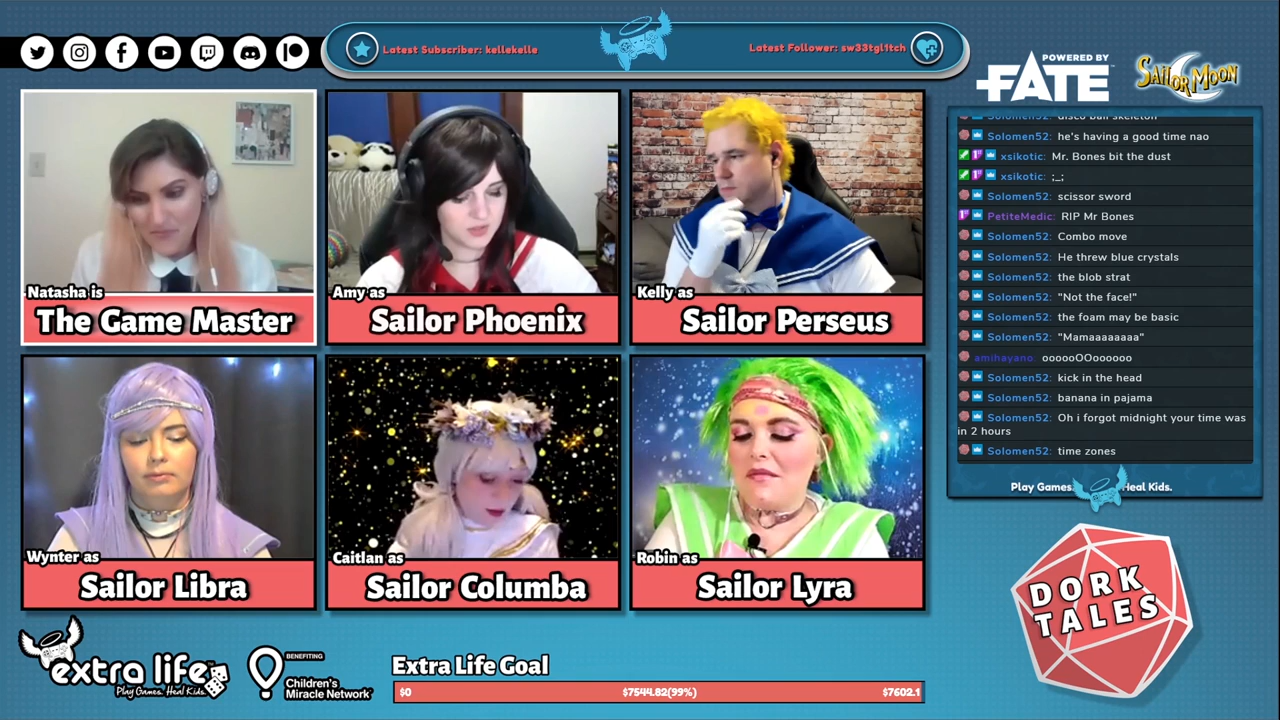 Latest Subscriber: kellekelle
Latest Follower: sw33tgl1tch
POWERED BY
FATE
SAILOR MOON
Natasha is
The Game Master
Amy as
Sailor Phoenix
Kelly as
Sailor Perseus
Wynter as
Sailor Libra
Caitlan as
Sailor Columba
Robin as
Sailor Lyra
Solomen52: disco ball skeleton
Solomen52: he's having a good time nao
xsikotic: Mr. Bones bit the dust
xsikotic: ;_;
Solomen52: scissor sword
PetiteMedic: RIP Mr Bones
Solomen52: Combo move
Solomen52: He threw blue crystals
Solomen52: the blob strat
Solomen52: "Not the face!"
Solomen52: the foam may be basic
Solomen52: "Mamaaaaaaaa"
amihayano: oooooOOoooooo
Solomen52: kick in the head
Solomen52: banana in pajama
Solomen52: Oh i forgot midnight your time was
in 2 hours
Solomen52: time zones
Play Games. Heal Kids.
DORK
TALES
extra life
Play Games. Heal Kids.
BENEFITING
Children's
Miracle Network
Extra Life Goal
$0 $7544.82(99%) $7602.1